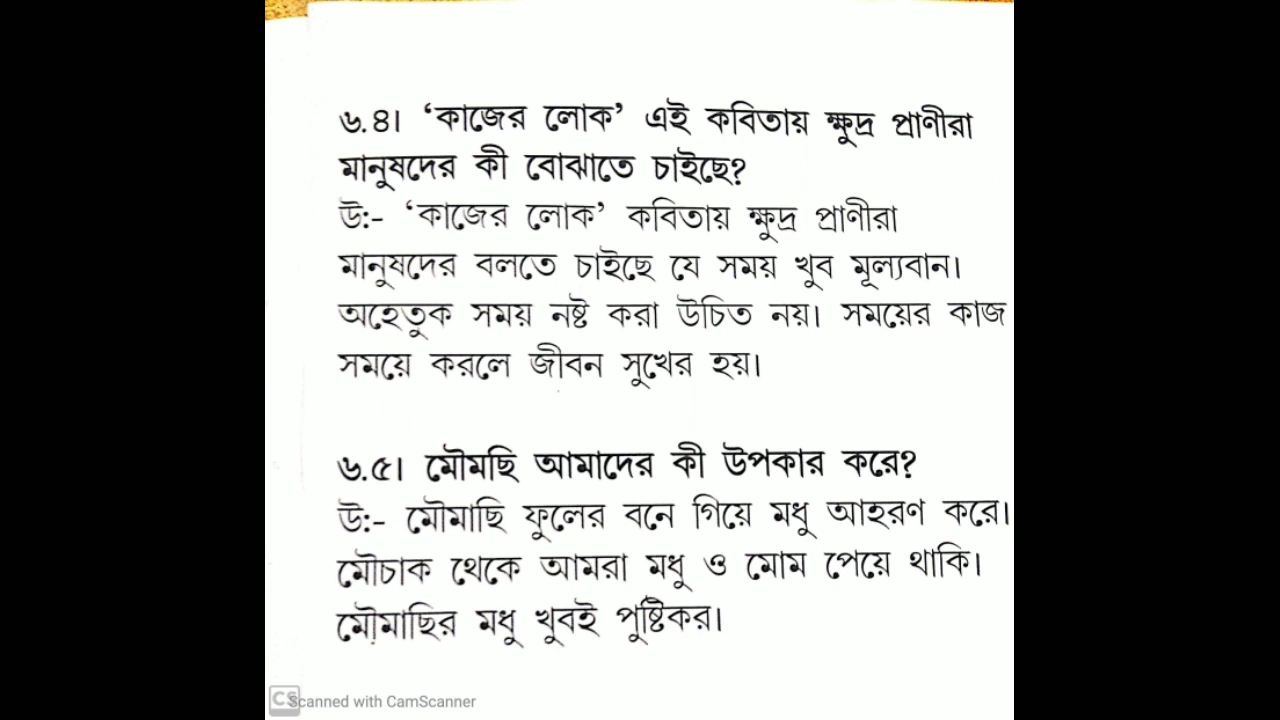 ৬.৪। ‘কাজের লোক’ এই কবিতায় ক্ষুদ্র প্রাণীরা
মানুষদের কী বোঝাতে চাইছে?
উ:- ‘কাজের লোক’ কবিতায় ক্ষুদ্র প্রাণীরা
মানুষদের বলতে চাইছে যে সময় খুব মূল্যবান।
অহেতুক সময় নষ্ট করা উচিত নয়। সময়ের কাজ
সময়ে করলে জীবন সুখের হয়।
৬.৫। মৌমছি আমাদের কী উপকার করে?
উ:- মৌমাছি ফুলের বনে গিয়ে মধু আহরণ করে।
মৌচাক থেকে আমরা মধু ও মোম পেয়ে থাকি।
মৌমাছির মধু খুবই পুষ্টিকর।
CS Scanned with CamScanner